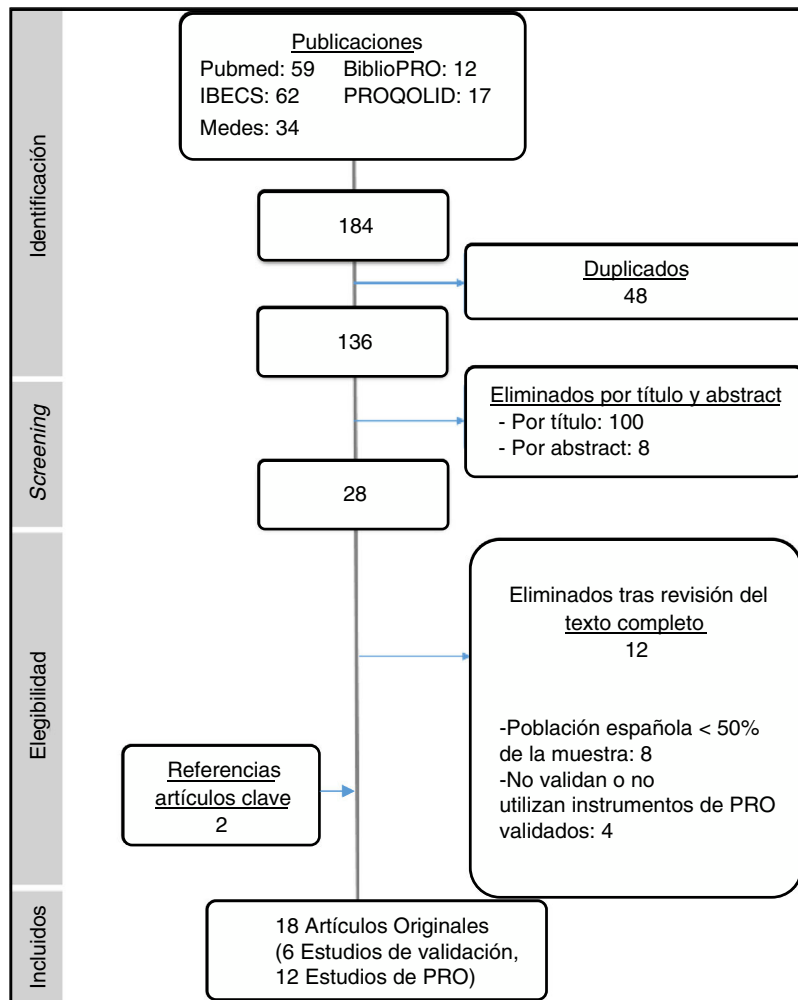 Publicaciones
Pubmed: 59 BiblioPRO: 12
IBECS: 62 PROQOLID: 17
Medes: 34
Identificación
184
Duplicados
48
136
Screening
Eliminados por título y abstract
- Por título: 100
- Por abstract: 8
28
Elegibilidad
Eliminados tras revisión del
texto completo
12
-Población española < 50%
de la muestra: 8
-No validan o no
utilizan instrumentos de PRO
validados: 4
Referencias
artículos clave
2
Incluidos
18 Artículos Originales
(6 Estudios de validación,
12 Estudios de PRO)